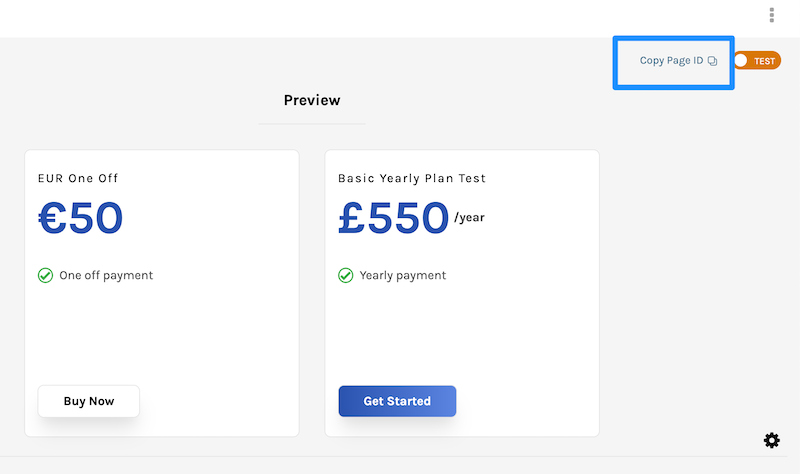 Copy Page ID
TEST
Preview
EUR One Off
€50
One off payment
Buy Now
Basic Yearly Plan Test
£550 /year
Yearly payment
Get Started